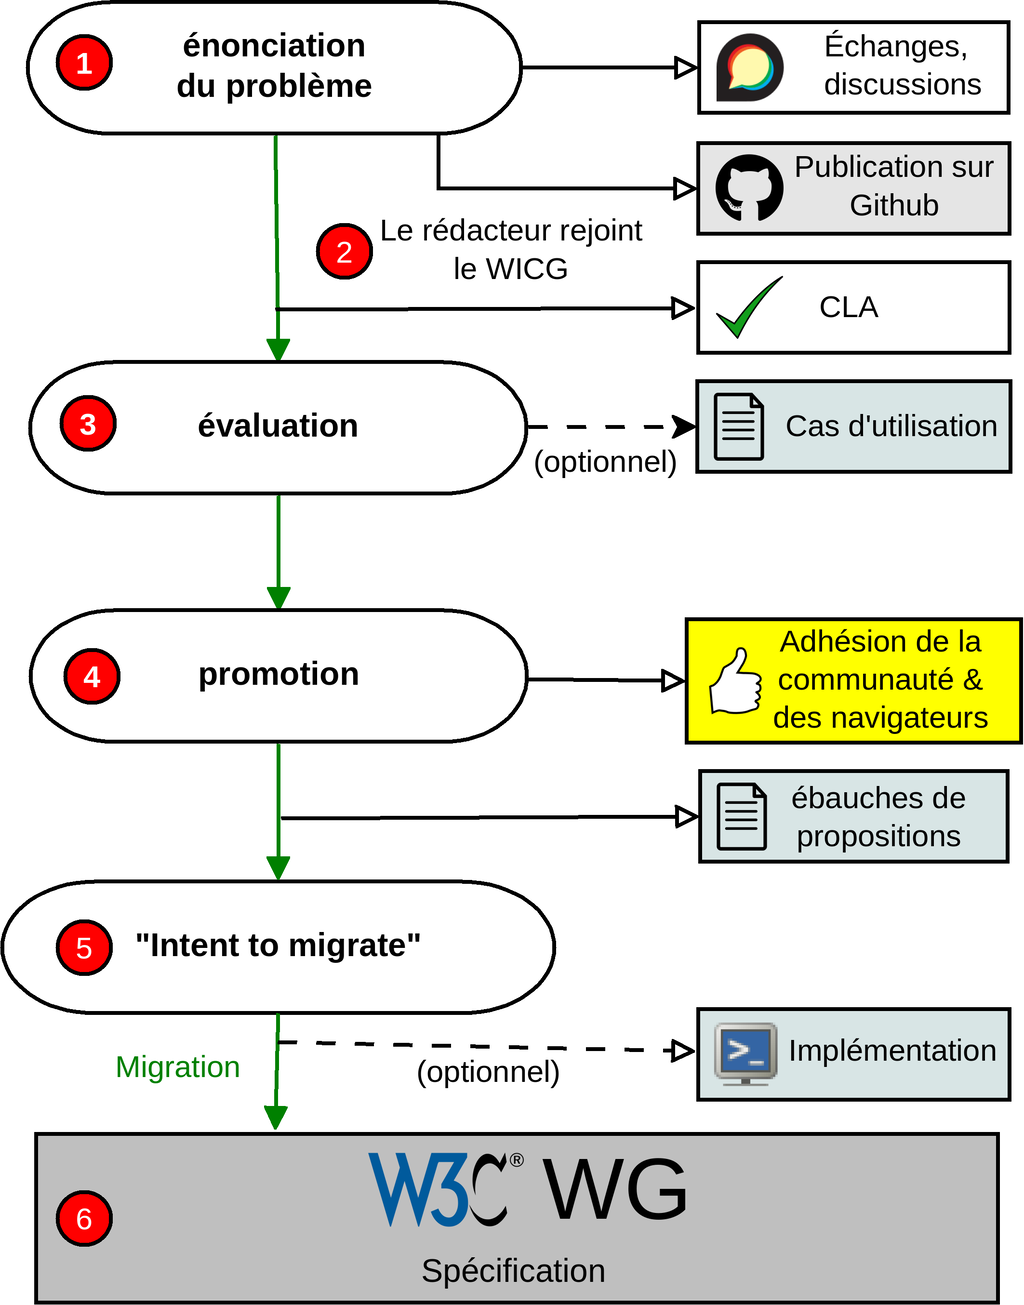 1
énonciation
du problème
Échanges,
discussions
Publication sur
Github
2
Le rédacteur rejoint
le WICG
CLA
3
évaluation
(optionnel)
Cas d'utilisation
4
promotion
Adhésion de la
communauté &
des navigateurs
ébauches de
propositions
5
"Intent to migrate"
Migration
(optionnel)
>_
Implémentation
6
W3C® WG
Spécification